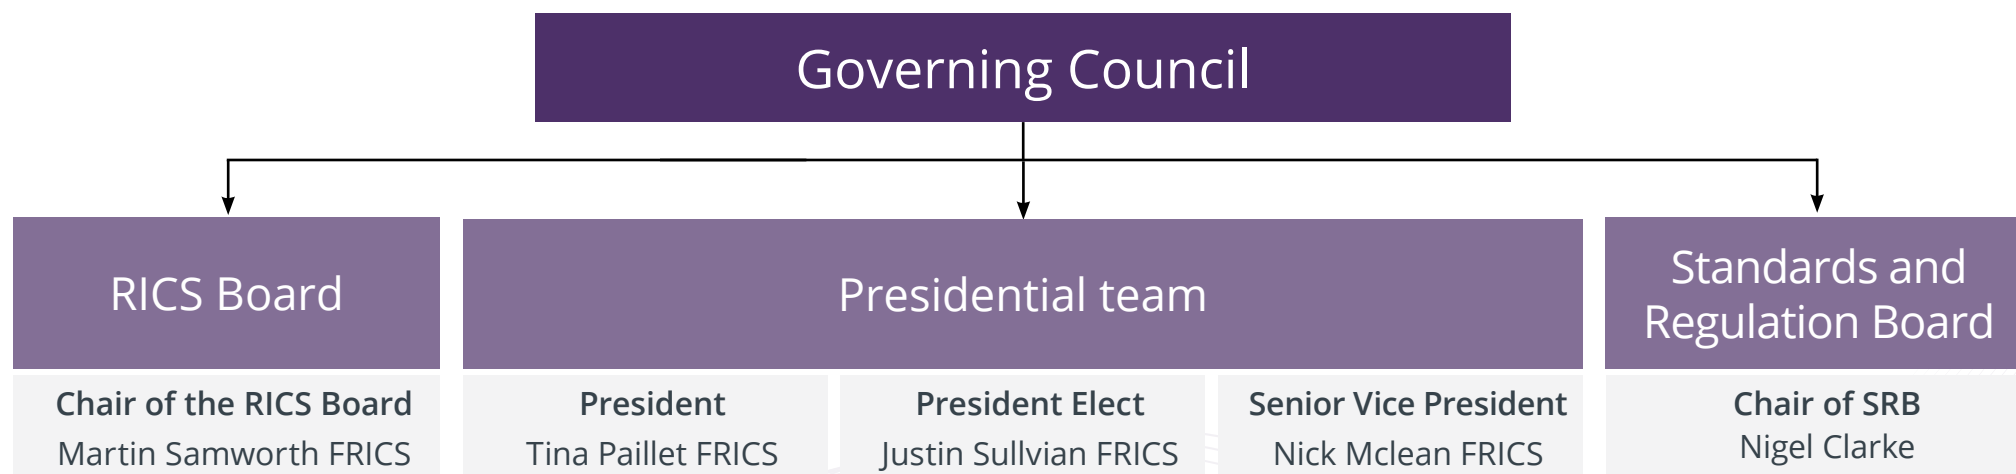 Governing Council
RICS Board
Presidential team
Standards and
Regulation Board
Chair of the RICS Board
Martin Samworth FRICS
President
Tina Paillet FRICS
President Elect
Justin Sullvian FRICS
Senior Vice President
Nick Mclean FRICS
Chair of SRB
Nigel Clarke